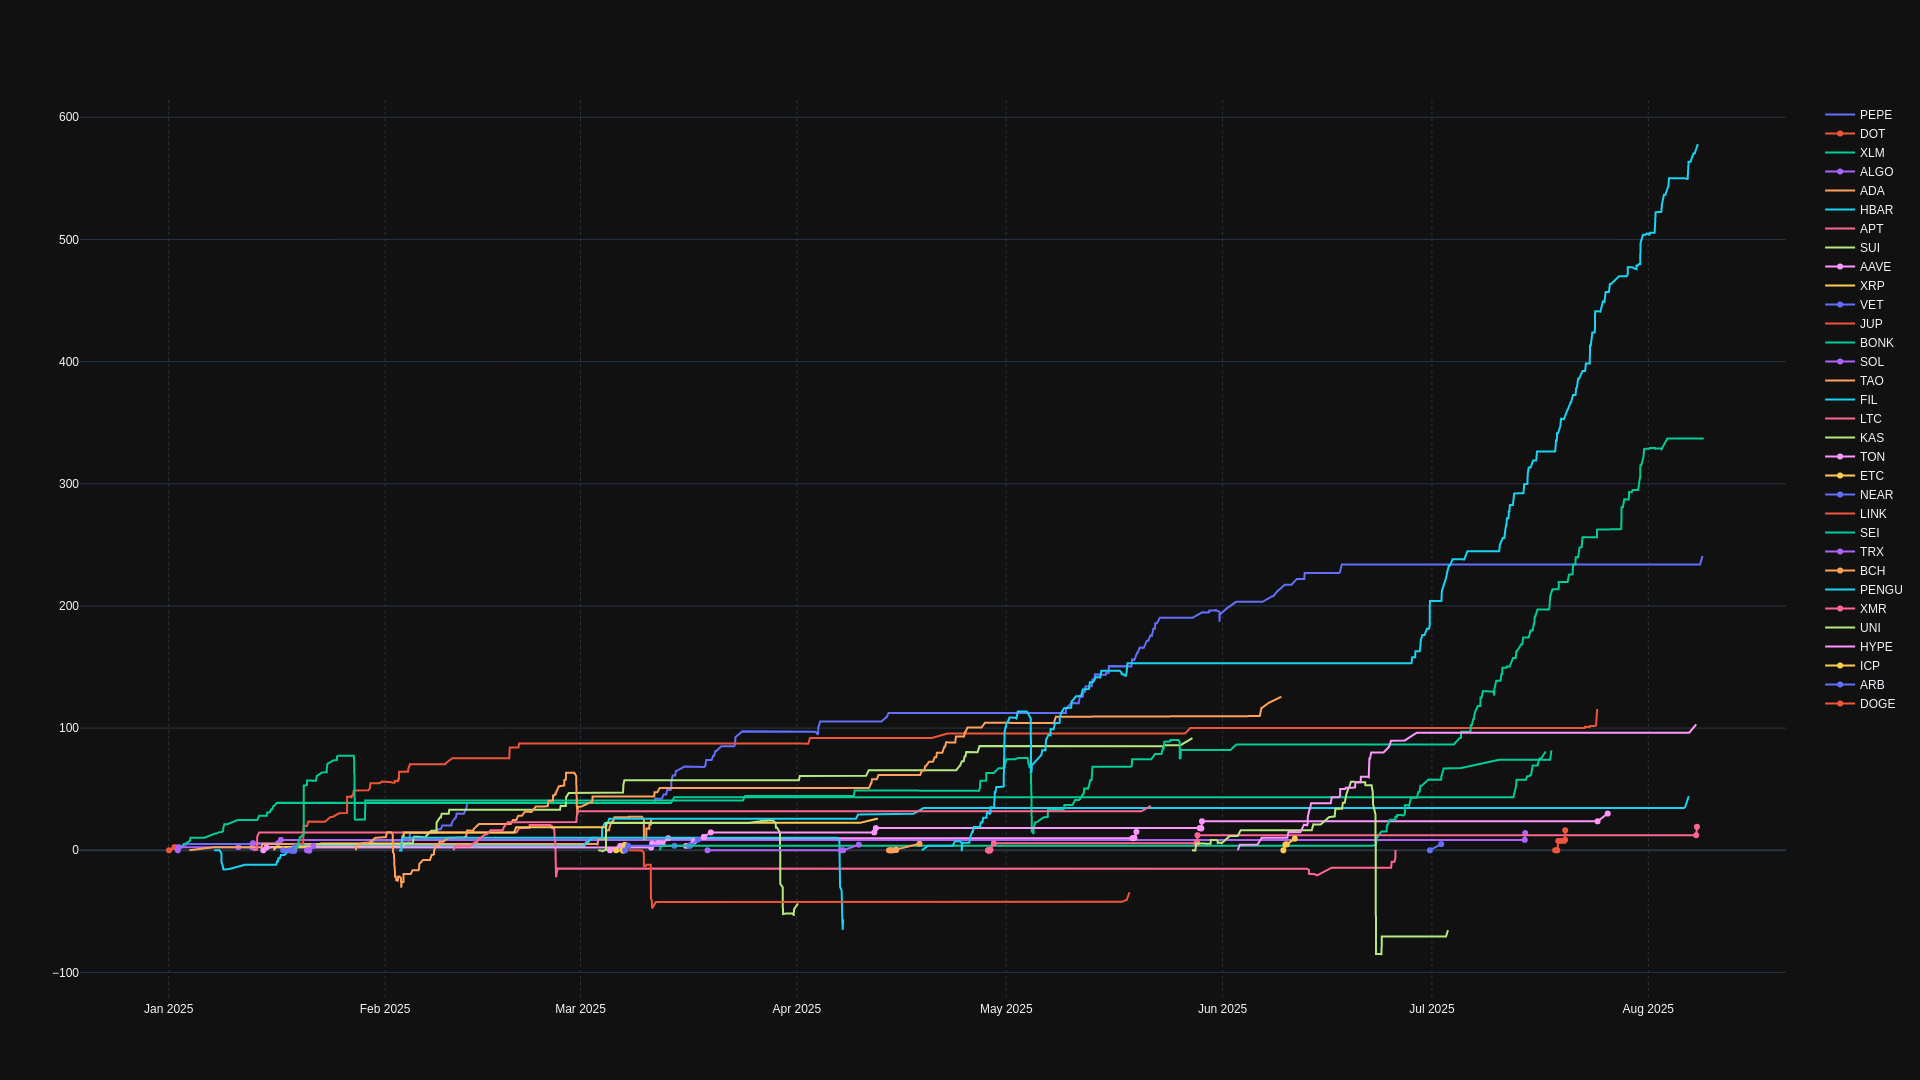 600
500
400
300
200
100
0
−100
Jan 2025
Feb 2025
Mar 2025
Apr 2025
May 2025
Jun 2025
Jul 2025
Aug 2025
PEPE
DOT
XLM
ALGO
ADA
HBAR
APT
SUI
AAVE
XRP
VET
JUP
BONK
SOL
TAO
FIL
LTC
KAS
TON
ETC
NEAR
LINK
SEI
TRX
BCH
PENGU
XMR
UNI
HYPE
ICP
ARB
DOGE